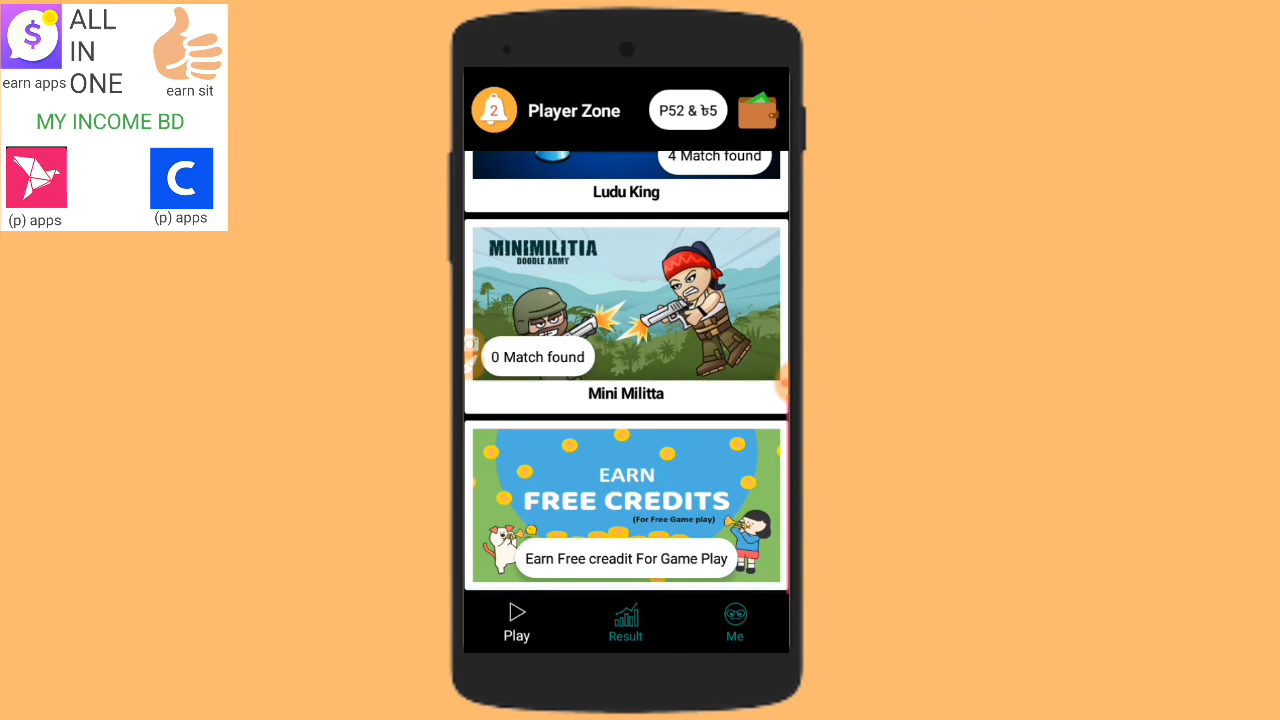 $
ALL
IN
ONE
earn apps
earn sit
MY INCOME BD
C
(p) apps
(p) apps
2
Player Zone
P52 & ৳5
4 Match found
Ludu King
MINIMILITIA
DOODLE ARMY
0 Match found
Mini Militta
EARN
FREE CREDITS
(For Free Game play)
Earn Free creadit For Game Play
Play
Result
Me